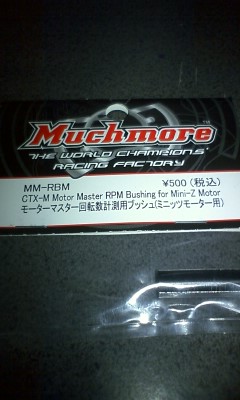 Muchmore
THE WORLD CHAMPIONS'
RACING FACTORY
MM-RBM ¥500(税込)
CTX-M Motor Master RPM Bushing for Mini-Z Motor
モーターマスター回転数計測用ブッシュ(ミニッツモーター用)